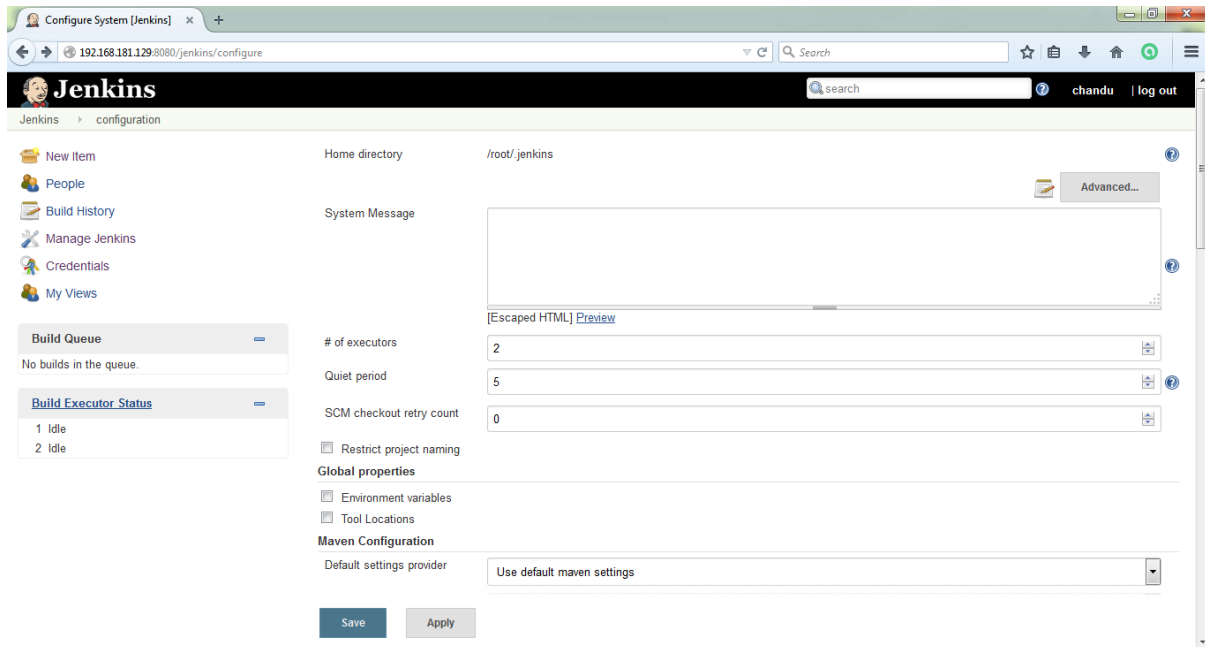 Configure System [Jenkins]
192.168.181.129:8080/jenkins/configure
Search
Jenkins
search
chandu | log out
Jenkins configuration
New Item
People
Build History
Manage Jenkins
Credentials
My Views
Build Queue
No builds in the queue.
Build Executor Status
1 Idle
2 Idle
Home directory /root/.jenkins
Advanced...
System Message
[Escaped HTML] Preview
# of executors 2
Quiet period 5
SCM checkout retry count 0
Restrict project naming
Global properties
Environment variables
Tool Locations
Maven Configuration
Default settings provider Use default maven settings
Save Apply